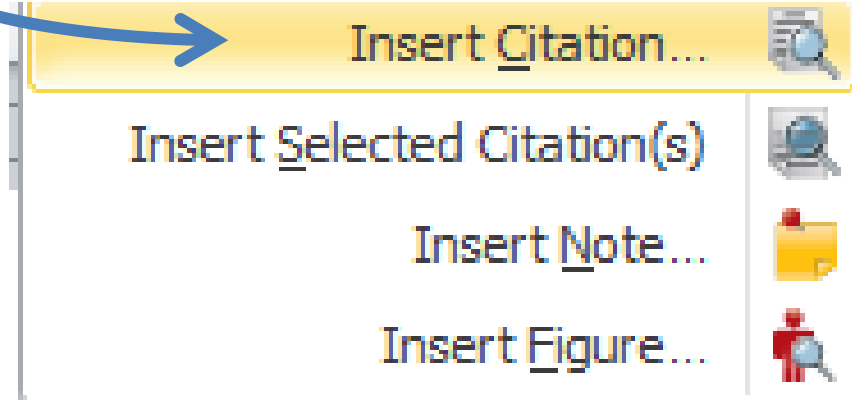 Insert Citation...
Insert Selected Citation(s)
Insert Note...
Insert Figure...